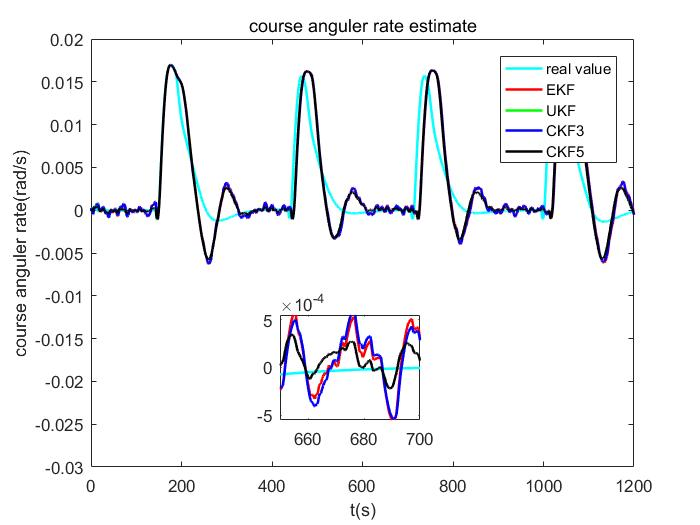 course anguler rate estimate
0.02
0.015
0.01
0.005
0
-0.005
-0.01
-0.015
-0.02
-0.025
-0.03
course anguler rate(rad/s)
real value
EKF
UKF
CKF3
CKF5
×10^-4
5
0
-5
660 680 700
0 200 400 600 800 1000 1200
t(s)